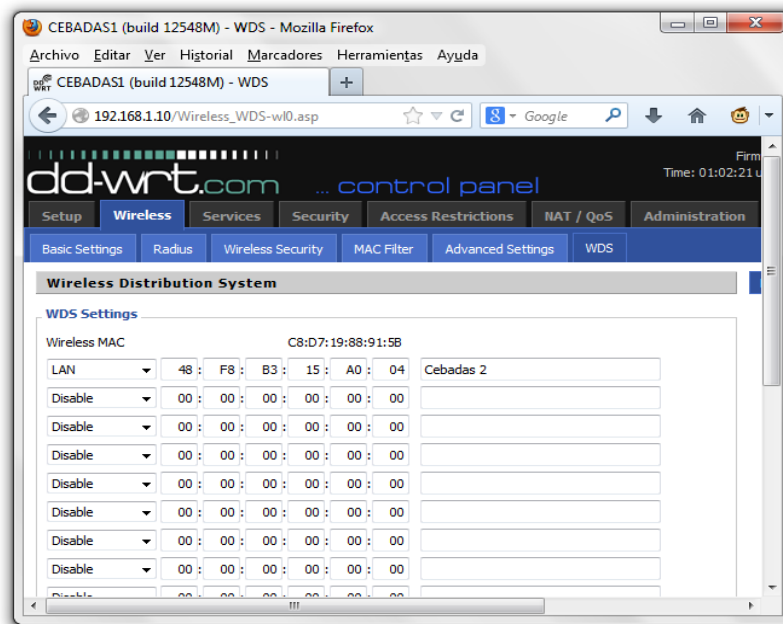 CEBADAS1 (build 12548M) - WDS - Mozilla Firefox
Archivo Editar Ver Historial Marcadores Herramientas Ayuda
CEBADAS1 (build 12548M) - WDS
192.168.1.10/Wireless_WDS-wl0.asp Google
Firm
dd-wrt.com ... control panel Time: 01:02:21 u
Setup Wireless Services Security Access Restrictions NAT / QoS Administration
Basic Settings Radius Wireless Security MAC Filter Advanced Settings WDS
Wireless Distribution System
WDS Settings
Wireless MAC C8:D7:19:88:91:5B
LAN 48 : F8 : B3 : 15 : A0 : 04 Cebadas 2
Disable 00 : 00 : 00 : 00 : 00 : 00
Disable 00 : 00 : 00 : 00 : 00 : 00
Disable 00 : 00 : 00 : 00 : 00 : 00
Disable 00 : 00 : 00 : 00 : 00 : 00
Disable 00 : 00 : 00 : 00 : 00 : 00
Disable 00 : 00 : 00 : 00 : 00 : 00
Disable 00 : 00 : 00 : 00 : 00 : 00